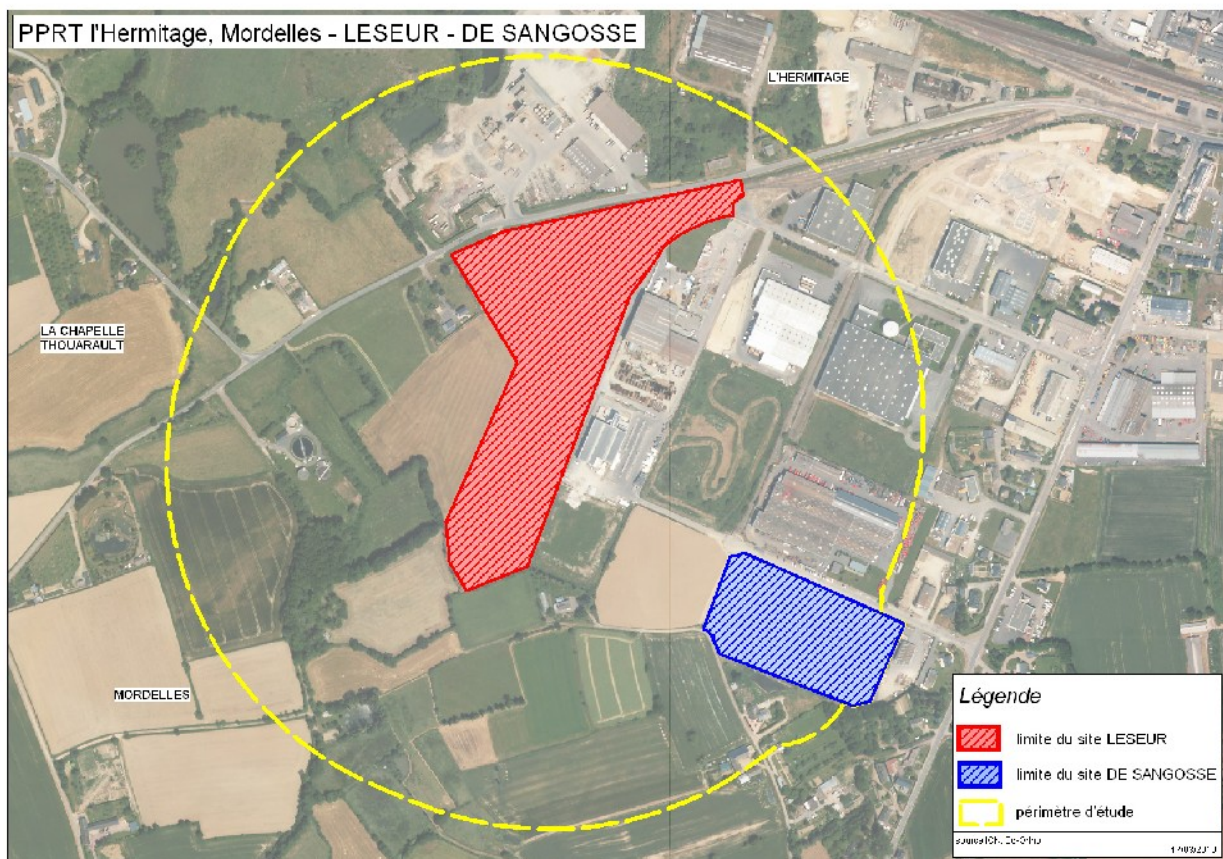 PPRT l'Hermitage, Mordelles - LESEUR - DE SANGOSSE
L'HERMITAGE
LA CHAPELLE
THOUARAULT
MORDELLES
Légende
limite du site LESEUR
limite du site DE SANGOSSE
périmètre d'étude